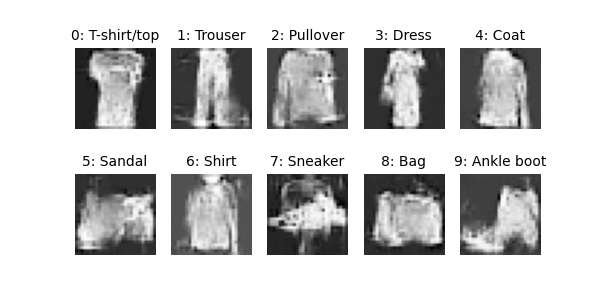 0: T-shirt/top
1: Trouser
2: Pullover
3: Dress
4: Coat
5: Sandal
6: Shirt
7: Sneaker
8: Bag
9: Ankle boot